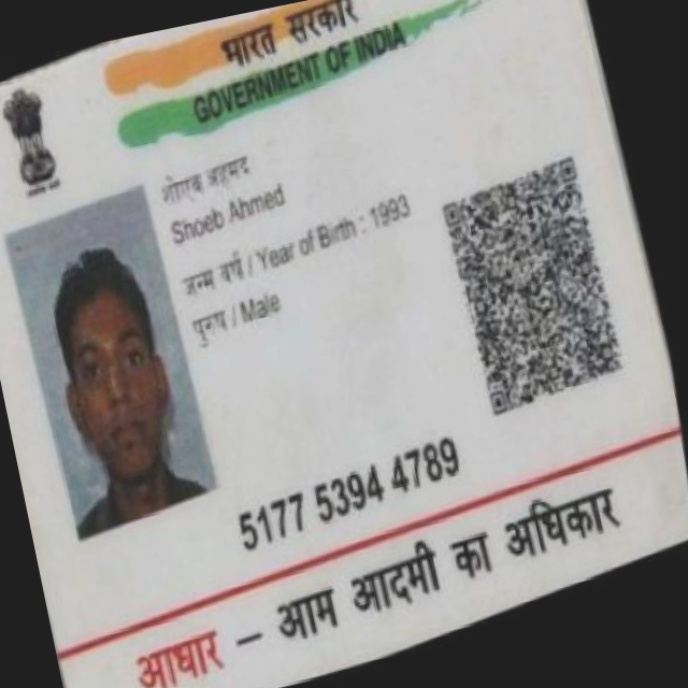 भारत सरकार
GOVERNMENT OF INDIA
शोएब अहमद
Shoeb Ahmed
जन्म वर्ष / Year of Birth : 1993
पुरुष / Male
5177 5394 4789
आधार – आम आदमी का अधिकार